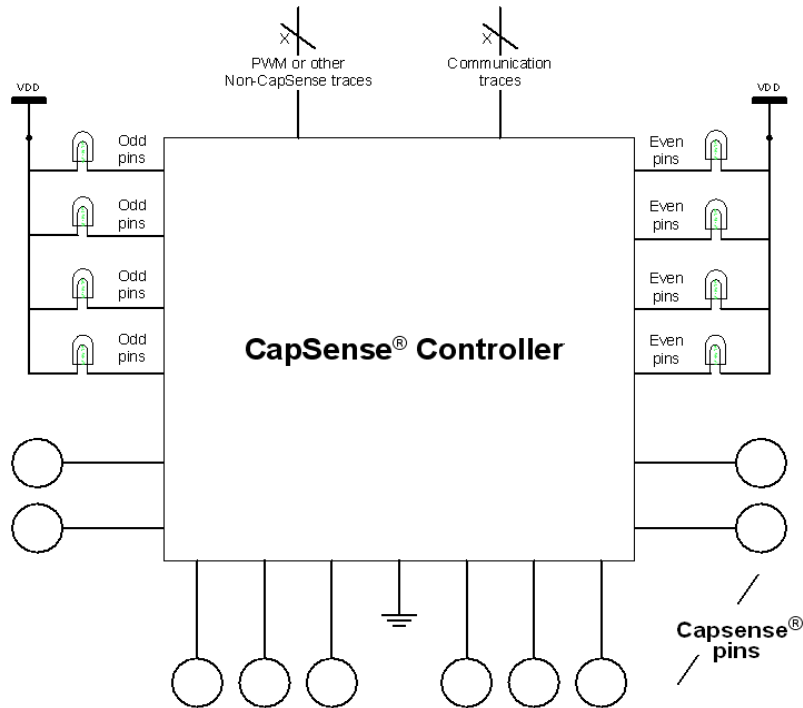 X
X
PWM or other
Non-CapSense traces
Communication
traces
VDD
VDD
Odd
pins
Even
pins
Odd
pins
Even
pins
Odd
pins
Even
pins
Odd
pins
Even
pins
CapSense® Controller
Capsense®
pins